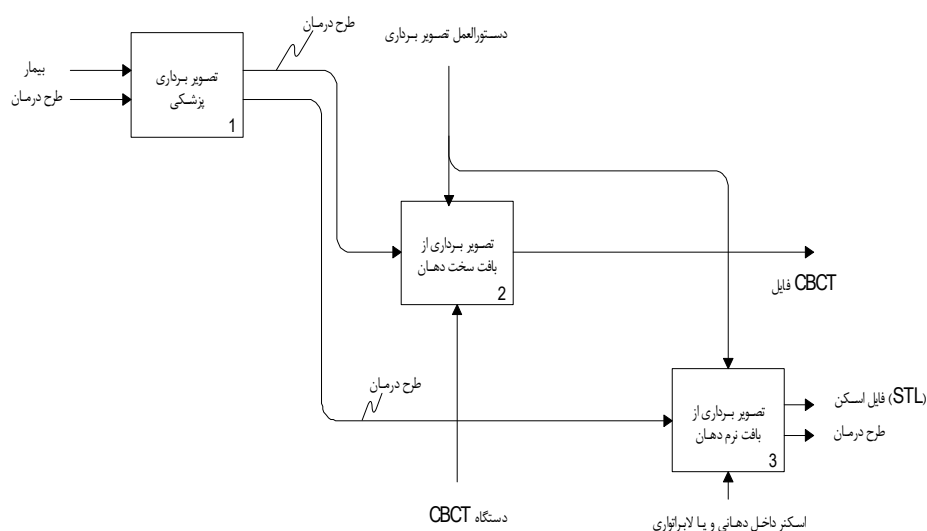 طرح درمان
دستورالعمل تصویر برداری
بیمار
طرح درمان
تصویر برداری
پزشکی
1
تصویر برداری از
بافت سخت دهان
2
فایل CBCT
طرح درمان
تصویر برداری از
بافت نرم دهان
3
فایل اسکن (STL)
طرح درمان
دستگاه CBCT
اسکنر داخل دهانی و یا لابراتواری